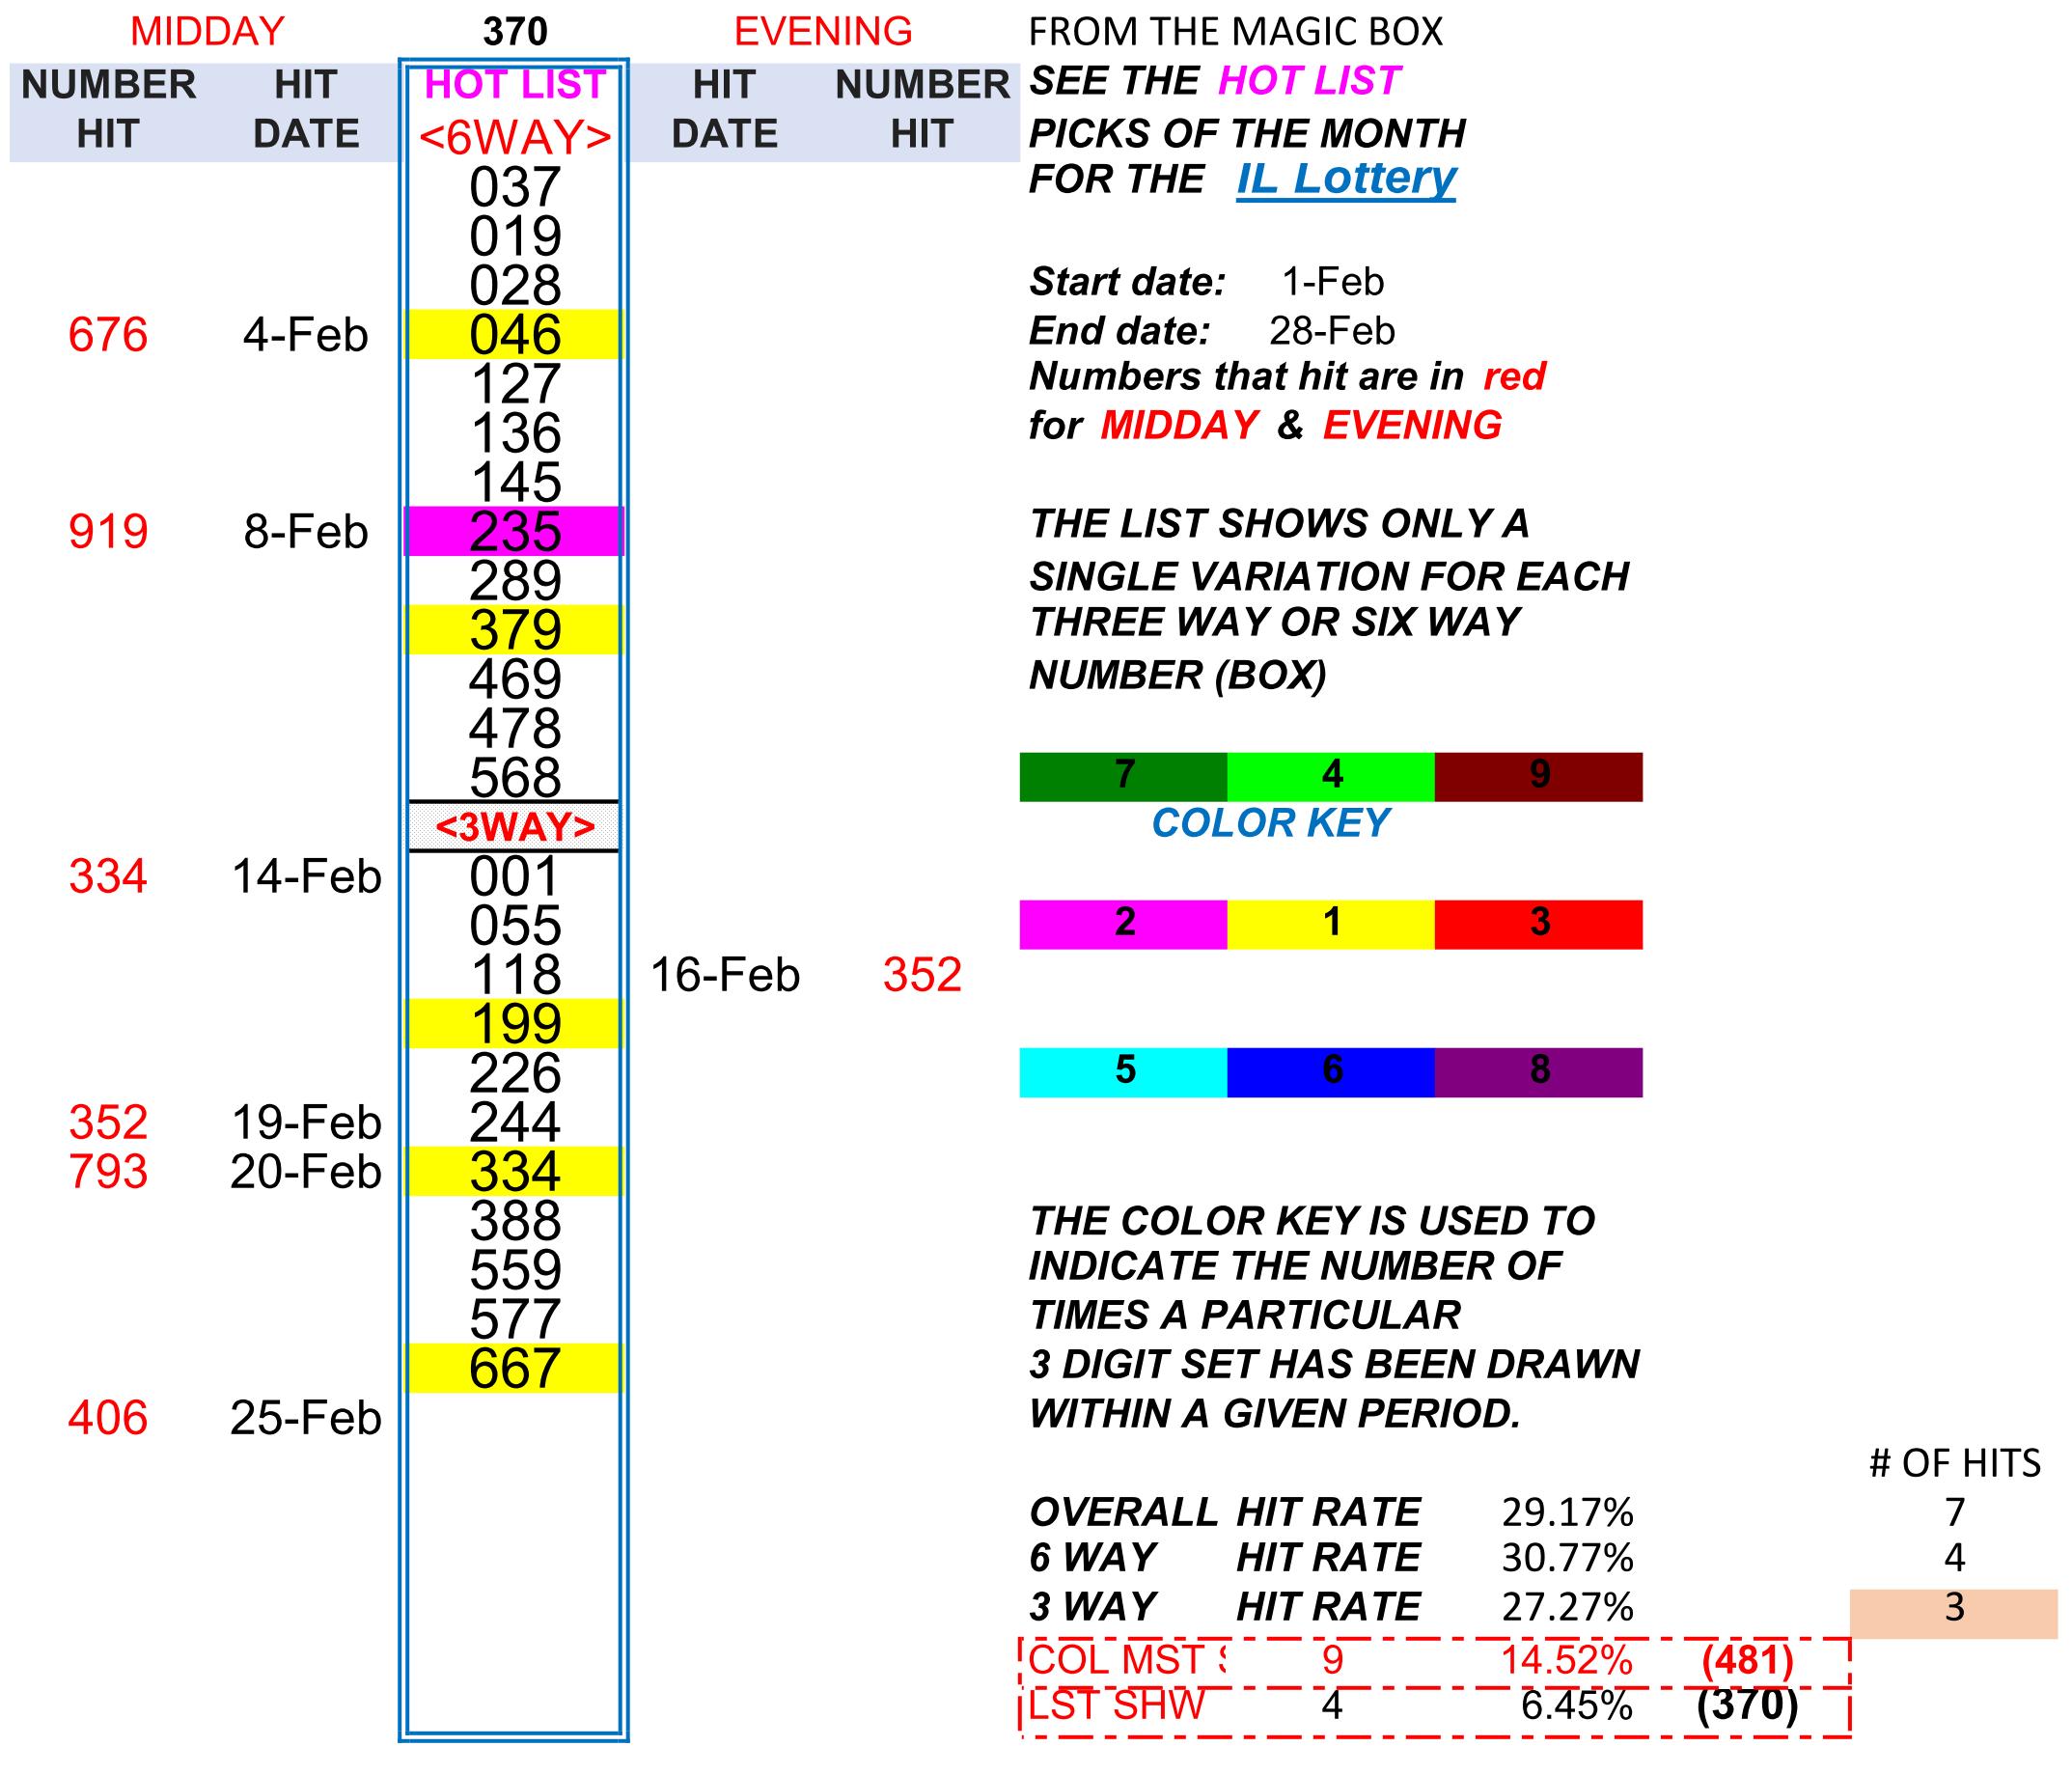 MIDDAY 370 EVENING FROM THE MAGIC BOX
NUMBER HIT HOT LIST HIT NUMBER SEE THE HOT LIST
HIT DATE <6WAY> DATE HIT PICKS OF THE MONTH
037 FOR THE IL Lottery
019
028 Start date: 1-Feb
676 4-Feb 046 End date: 28-Feb
127 Numbers that hit are in red
136 for MIDDAY & EVENING
145
919 8-Feb 235 THE LIST SHOWS ONLY A
289 SINGLE VARIATION FOR EACH
379 THREE WAY OR SIX WAY
469 NUMBER (BOX)
478
568 7 4 9
<3WAY> COLOR KEY
334 14-Feb 001
055 2 1 3
118 16-Feb 352
199
226 5 6 8
352 19-Feb 244
793 20-Feb 334
388 THE COLOR KEY IS USED TO
559 INDICATE THE NUMBER OF
577 TIMES A PARTICULAR
667 3 DIGIT SET HAS BEEN DRAWN
406 25-Feb WITHIN A GIVEN PERIOD.
# OF HITS
OVERALL HIT RATE 29.17% 7
6 WAY HIT RATE 30.77% 4
3 WAY HIT RATE 27.27% 3
COL MST 9 14.52% (481)
LST SHW 4 6.45% (370)